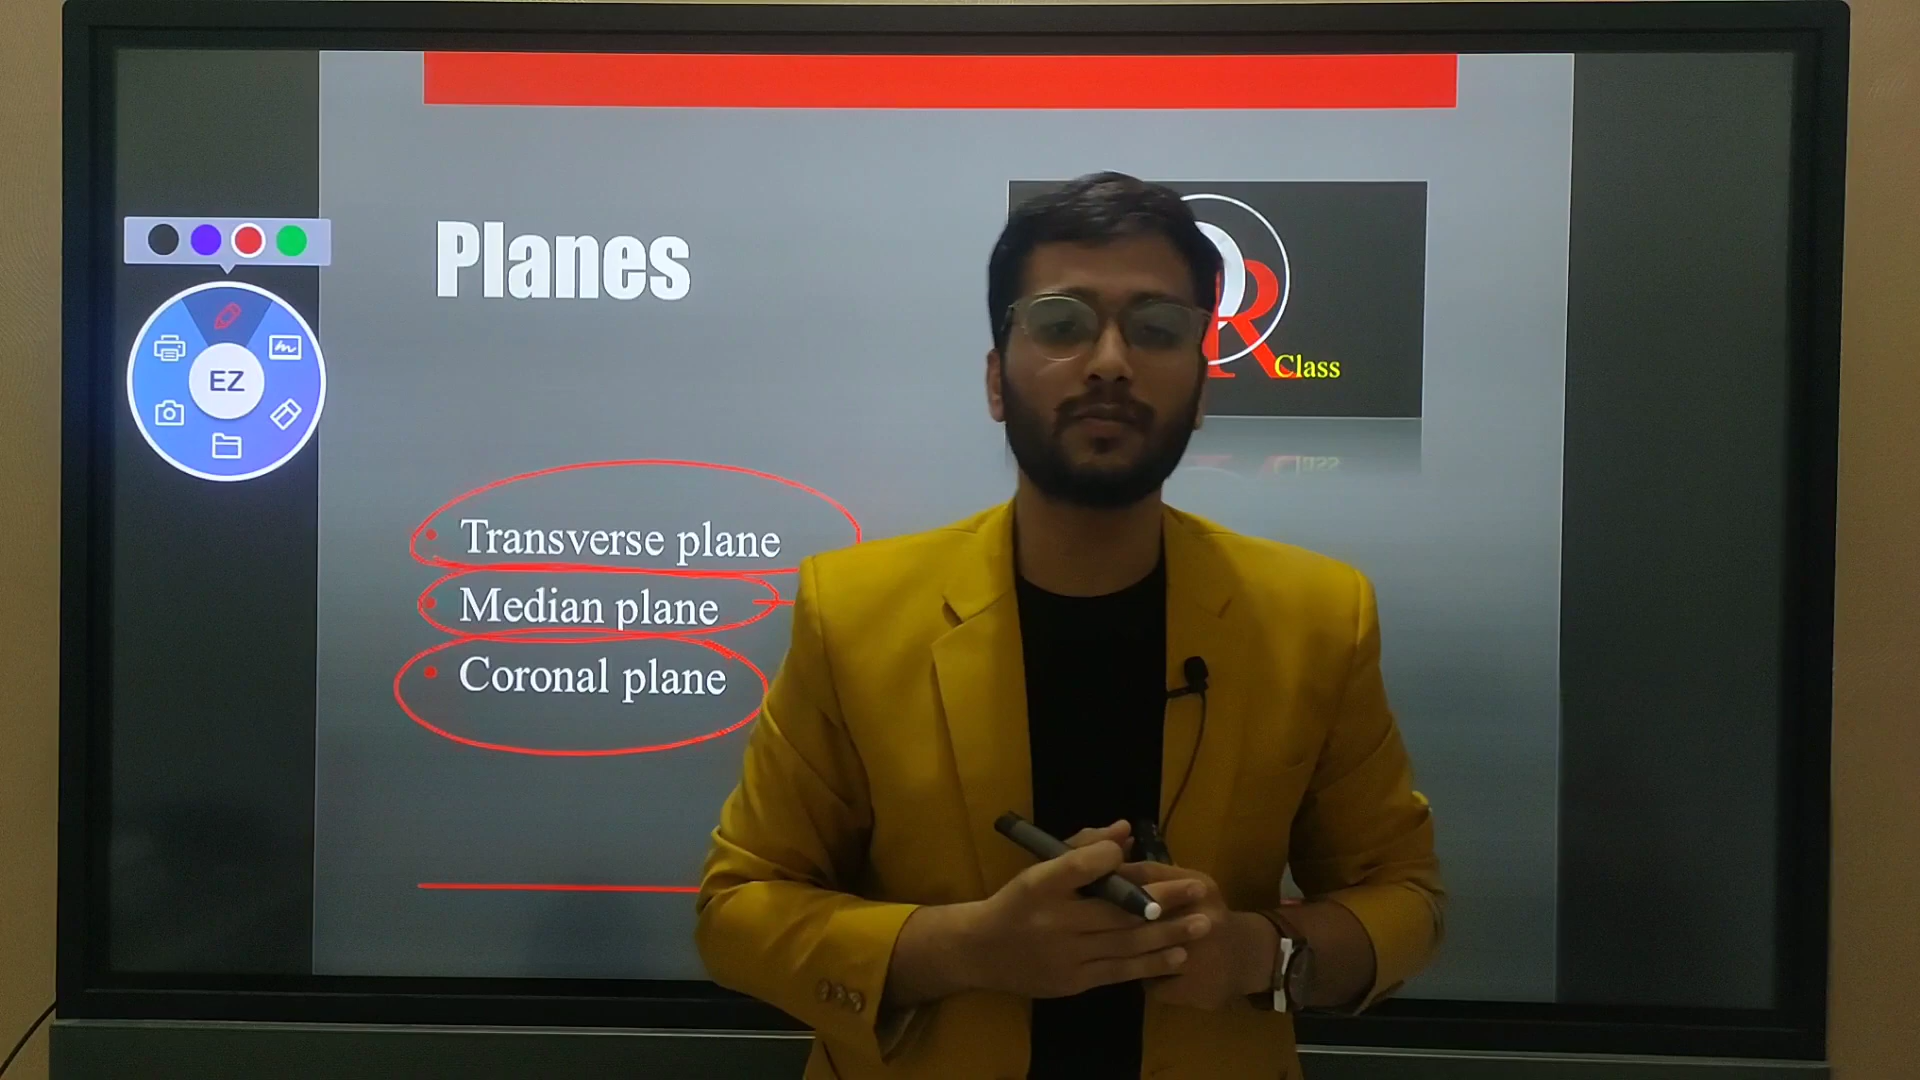 Planes
R
Class
EZ
• Transverse plane
• Median plane
• Coronal plane